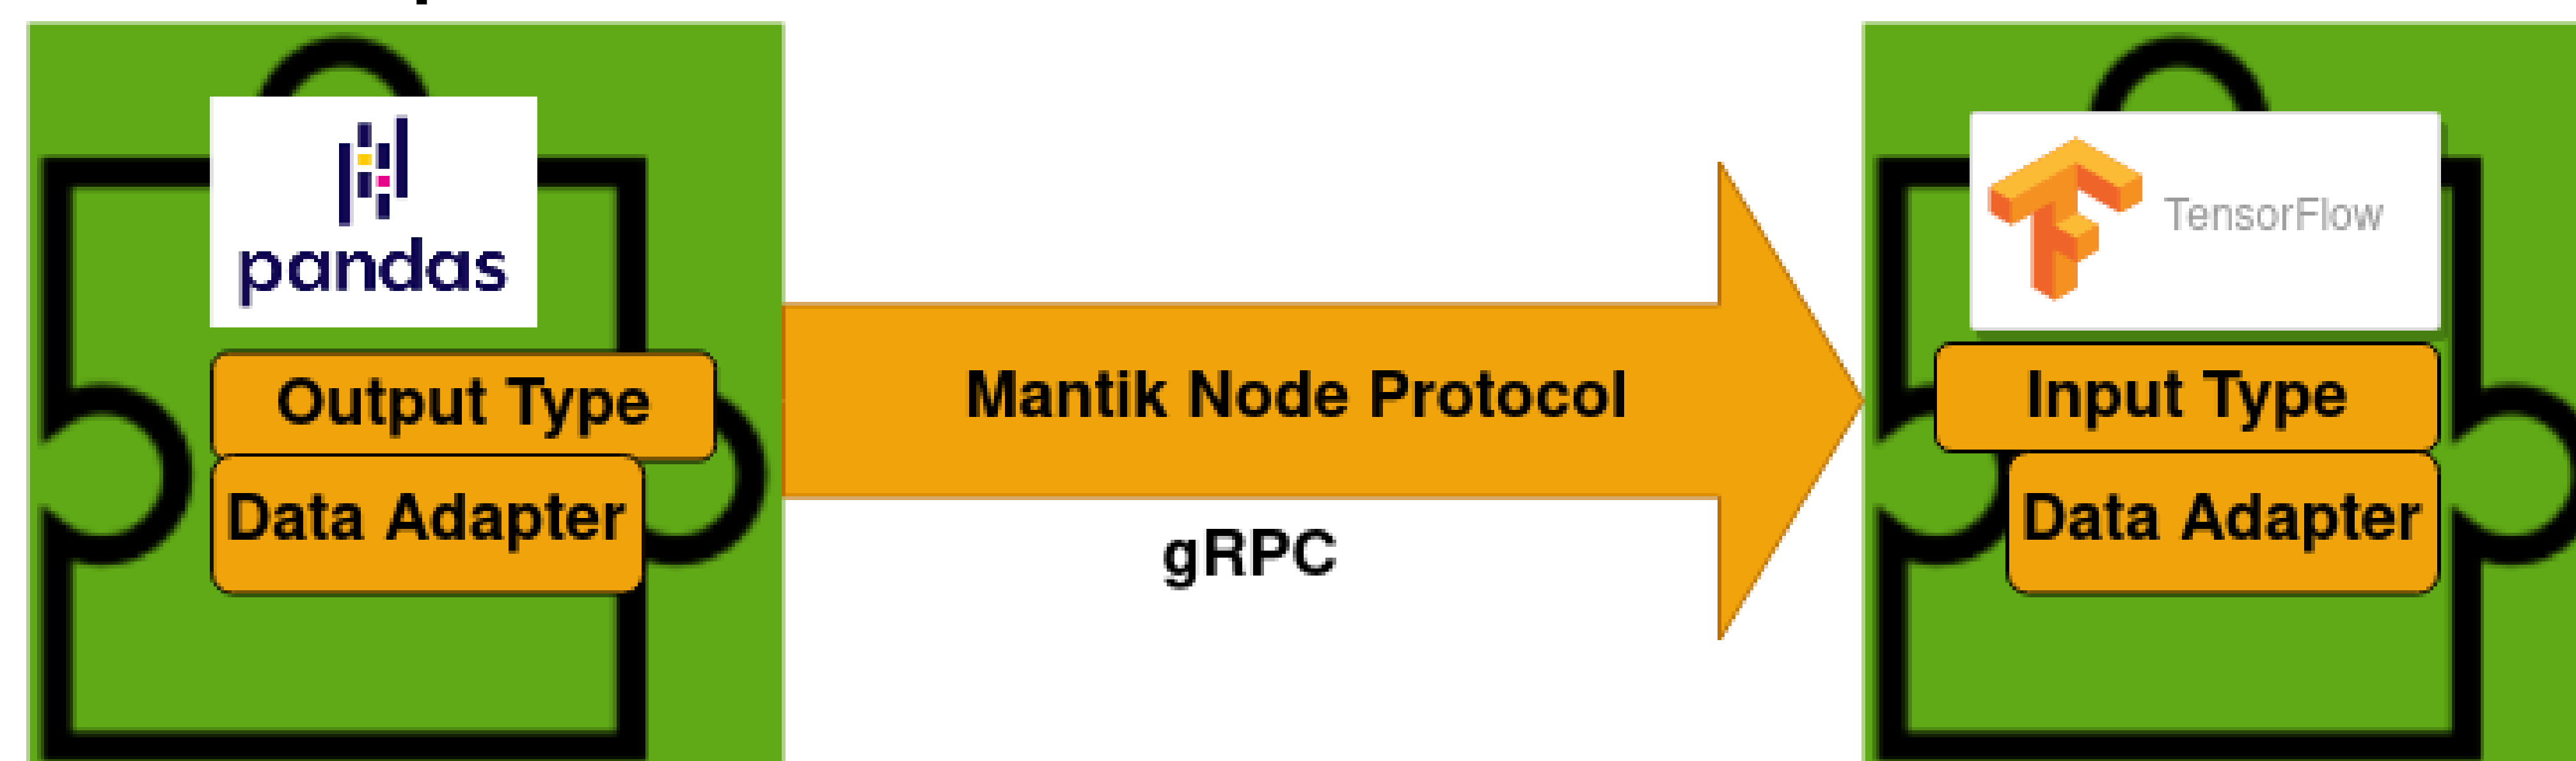 pandas
Output Type
Data Adapter
Mantik Node Protocol
gRPC
TensorFlow
Input Type
Data Adapter